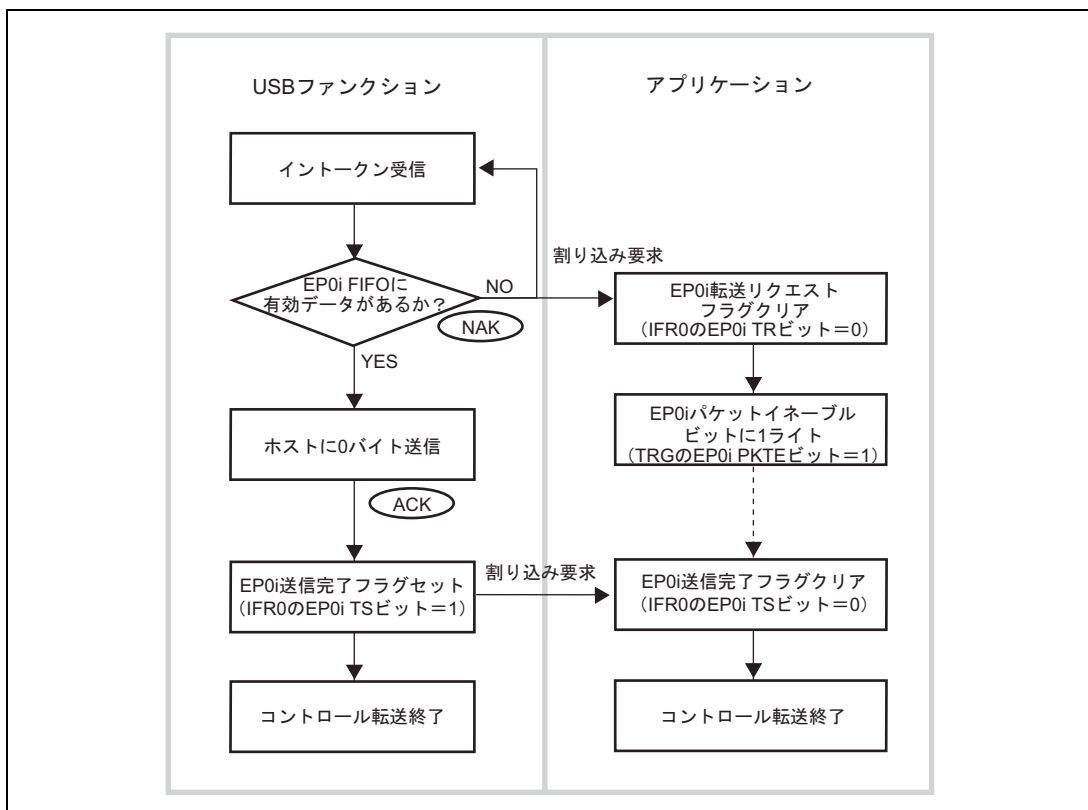 USBファンクション
アプリケーション
イントークン受信
割り込み要求
EP0i FIFOに
有効データがあるか？
NO
NAK
YES
EP0i転送リクエスト
フラグクリア
（IFR0のEP0i TRビット＝0）
EP0iパケットイネーブル
ビットに1ライト
（TRGのEP0i PKTEビット＝1）
ホストに0バイト送信
ACK
EP0i送信完了フラグセット
（IFR0のEP0i TSビット＝1）
割り込み要求
EP0i送信完了フラグクリア
（IFR0のEP0i TSビット＝0）
コントロール転送終了
コントロール転送終了